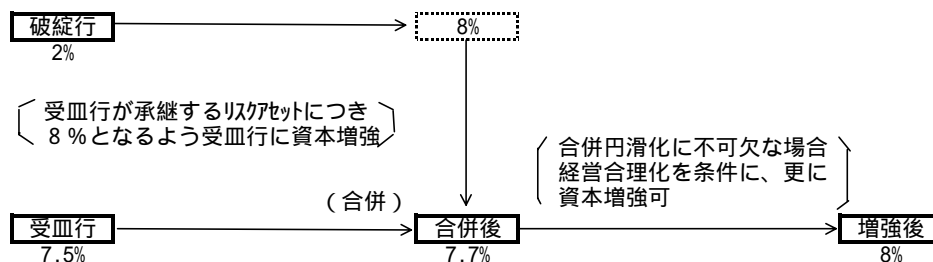 破綻行
2%
8%
受皿行が承継するﾘｽｸｱｾｯﾄにつき
8%となるよう受皿行に資本増強
合併円滑化に不可欠な場合
経営合理化を条件に、更に
資本増強可
(合併)
受皿行
7.5%
合併後
7.7%
増強後
8%